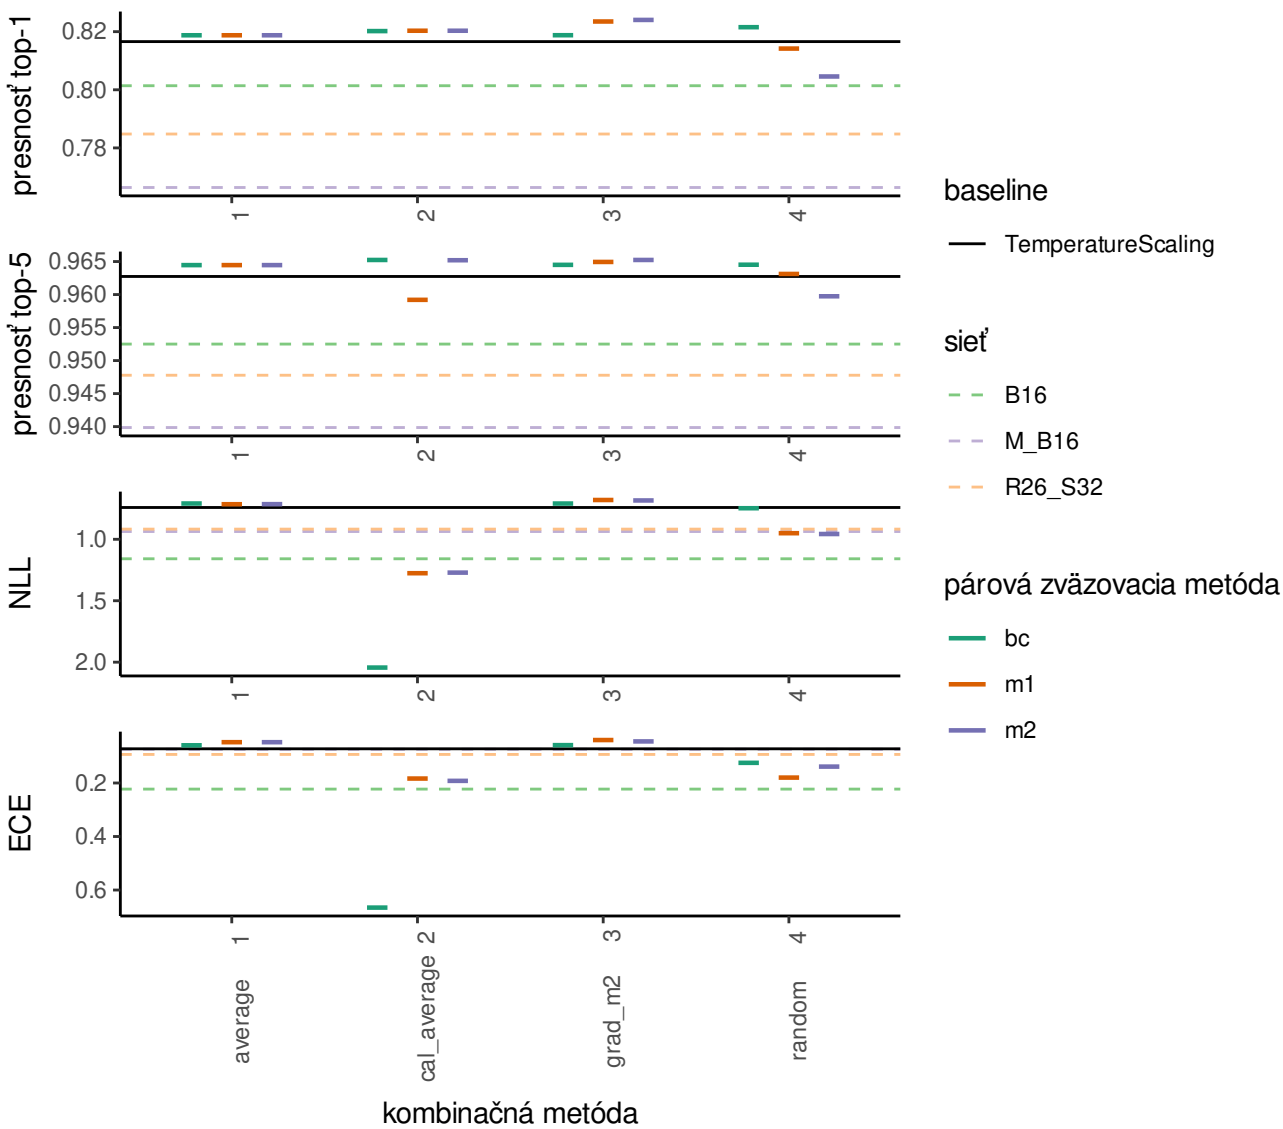 presnosť top-1
0.82
0.80
0.78
1
2
3
4
presnosť top-5
0.965
0.960
0.955
0.950
0.945
0.940
1
2
3
4
NLL
1.0
1.5
2.0
1
2
3
4
ECE
0.2
0.4
0.6
average 1
cal_average 2
grad_m2 3
random 4
kombinačná metóda
baseline
TemperatureScaling
sieť
B16
M_B16
R26_S32
párová zväzovacia metóda
bc
m1
m2